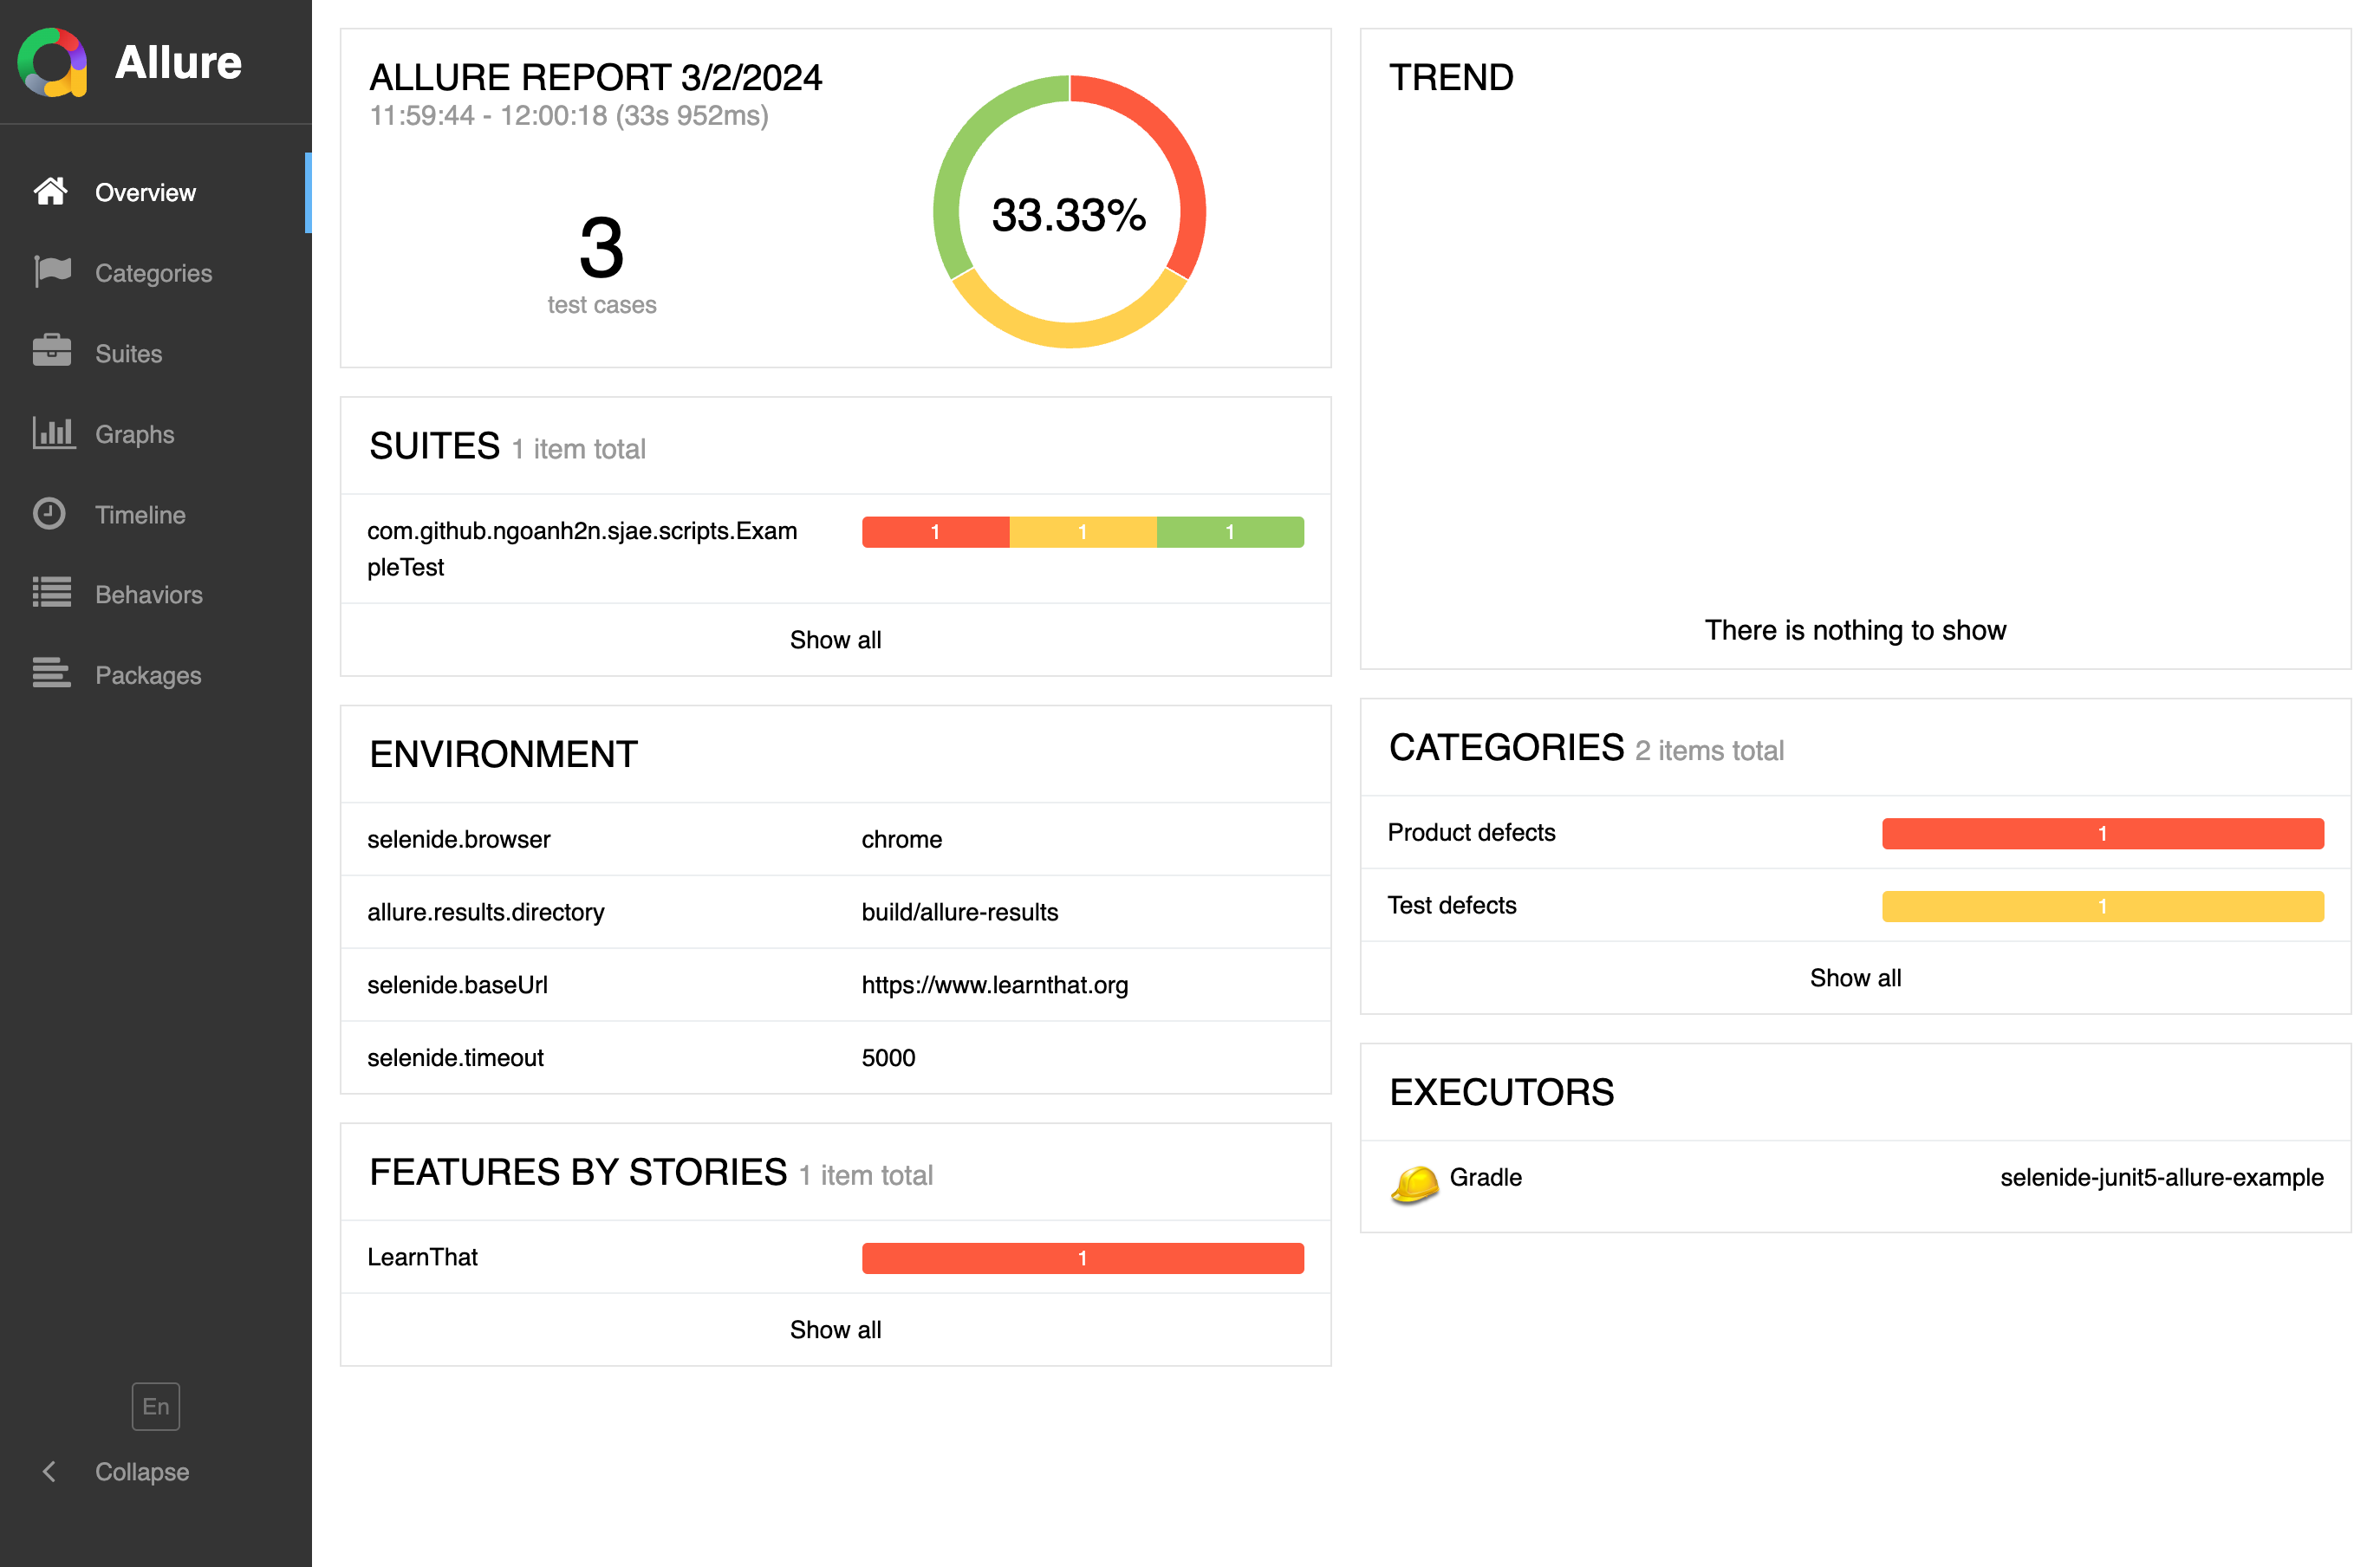 Allure
Overview
Categories
Suites
Graphs
Timeline
Behaviors
Packages
En
Collapse
ALLURE REPORT 3/2/2024
11:59:44 - 12:00:18 (33s 952ms)
3
test cases
33.33%
SUITES 1 item total
com.github.ngoanh2n.sjae.scripts.Exam
pleTest
1 1 1
Show all
ENVIRONMENT
selenide.browser chrome
allure.results.directory build/allure-results
selenide.baseUrl https://www.learnthat.org
selenide.timeout 5000
FEATURES BY STORIES 1 item total
LearnThat 1
Show all
TREND
There is nothing to show
CATEGORIES 2 items total
Product defects 1
Test defects 1
Show all
EXECUTORS
Gradle selenide-junit5-allure-example